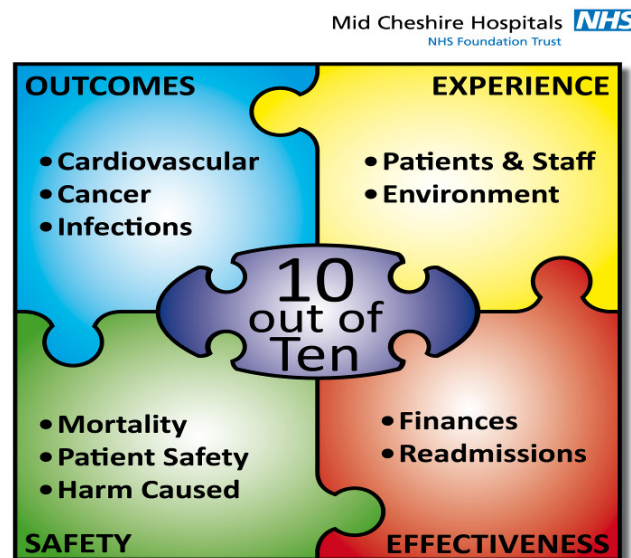 Mid Cheshire Hospitals NHS
NHS Foundation Trust
OUTCOMES
• Cardiovascular
• Cancer
• Infections
EXPERIENCE
• Patients & Staff
• Environment
10
out of
Ten
• Mortality
• Patient Safety
• Harm Caused
SAFETY
• Finances
• Readmissions
EFFECTIVENESS